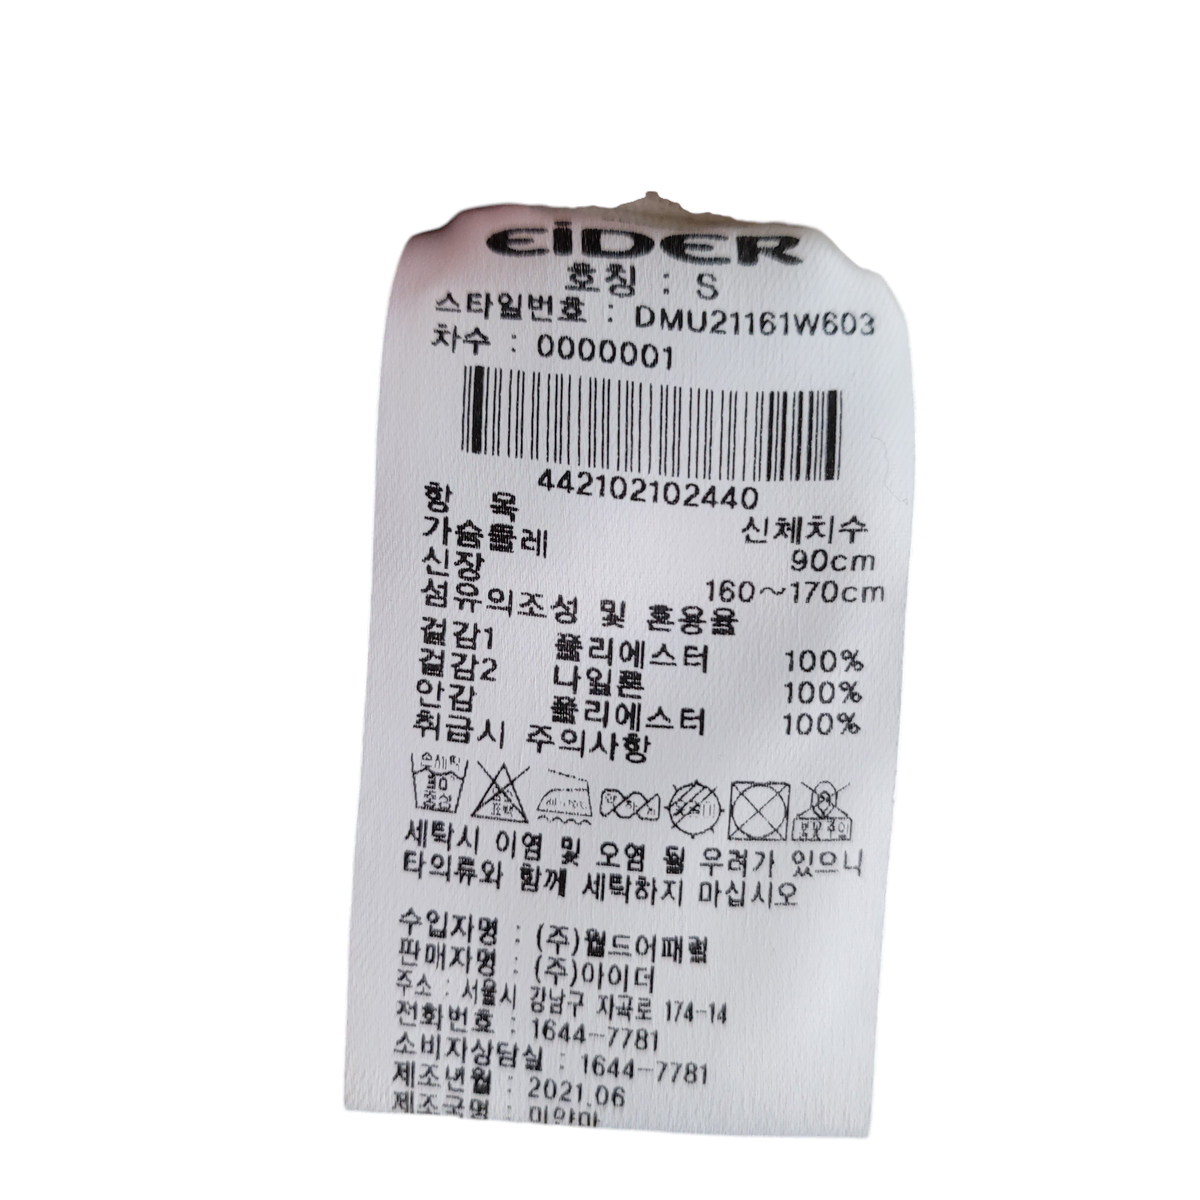 EiDER
호칭 : S
스타일번호 : DMU21161W603
차수 : 0000001
442102102440
항 목 신체치수
가슴둘레 90cm
신장 160~170cm
섬유의조성 및 혼용율
겉감1 폴리에스터 100%
겉감2 나일론 100%
안감 폴리에스터 100%
취급시 주의사항
세탁시 이염 및 오염 될 우려가 있으니
타의류와 함께 세탁하지 마십시오
수입자명 : (주)월드어패럴
판매자명 : (주)아이더
주소 : 서울시 강남구 자곡로 174-14
전화번호 : 1644-7781
소비자상담실 : 1644-7781
제조년월 : 2021.06
제조국명 : 미얀마